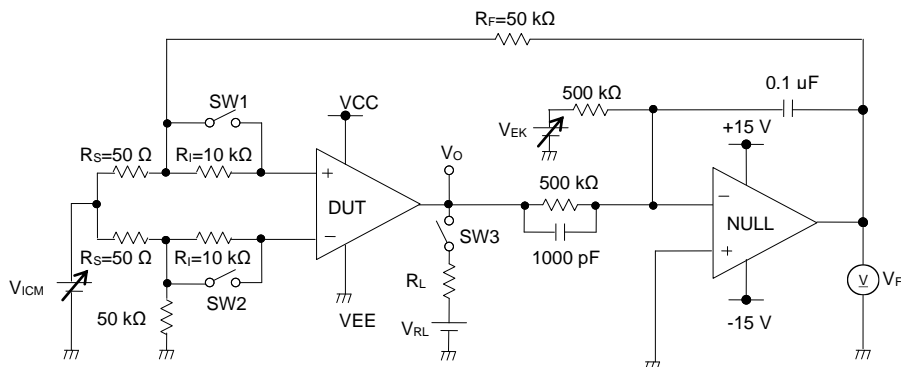 RF=50 kΩ
0.1 uF
500 kΩ
SW1
VCC
VEK
+15 V
RS=50 Ω
RI=10 kΩ
VO
500 kΩ
+
DUT
-
-
NULL
+
SW3
RS=50 Ω
RI=10 kΩ
1000 pF
VICM
SW2
RL
V
VF
50 kΩ
VEE
VRL
-15 V